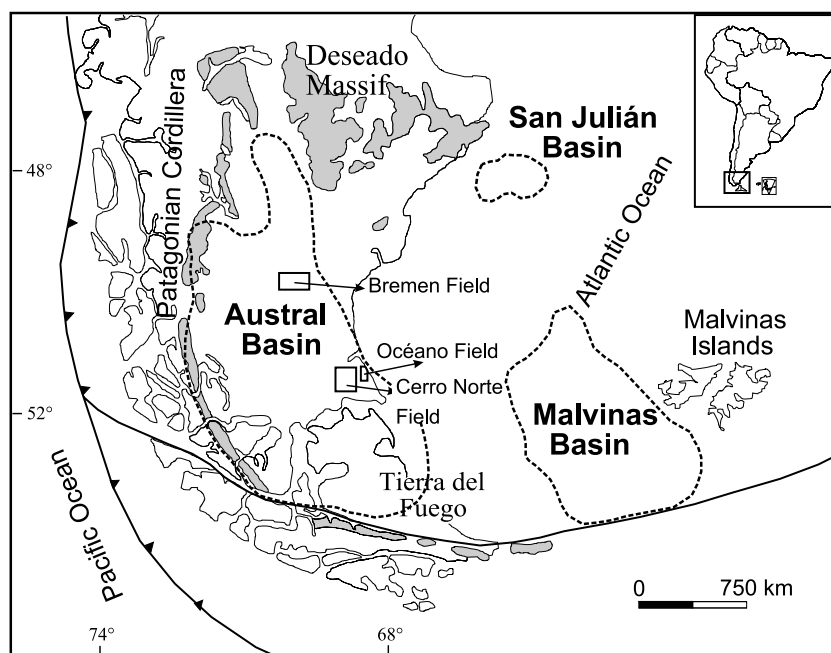 Deseado
Massif
San Julián
Basin
48°
Patagonian Cordillera
Atlantic Ocean
Bremen Field
Austral
Basin
Malvinas
Islands
Océano Field
Cerro Norte
Field
52°
Malvinas
Basin
Tierra del
Fuego
Pacific Ocean
0 750 km
74° 68°